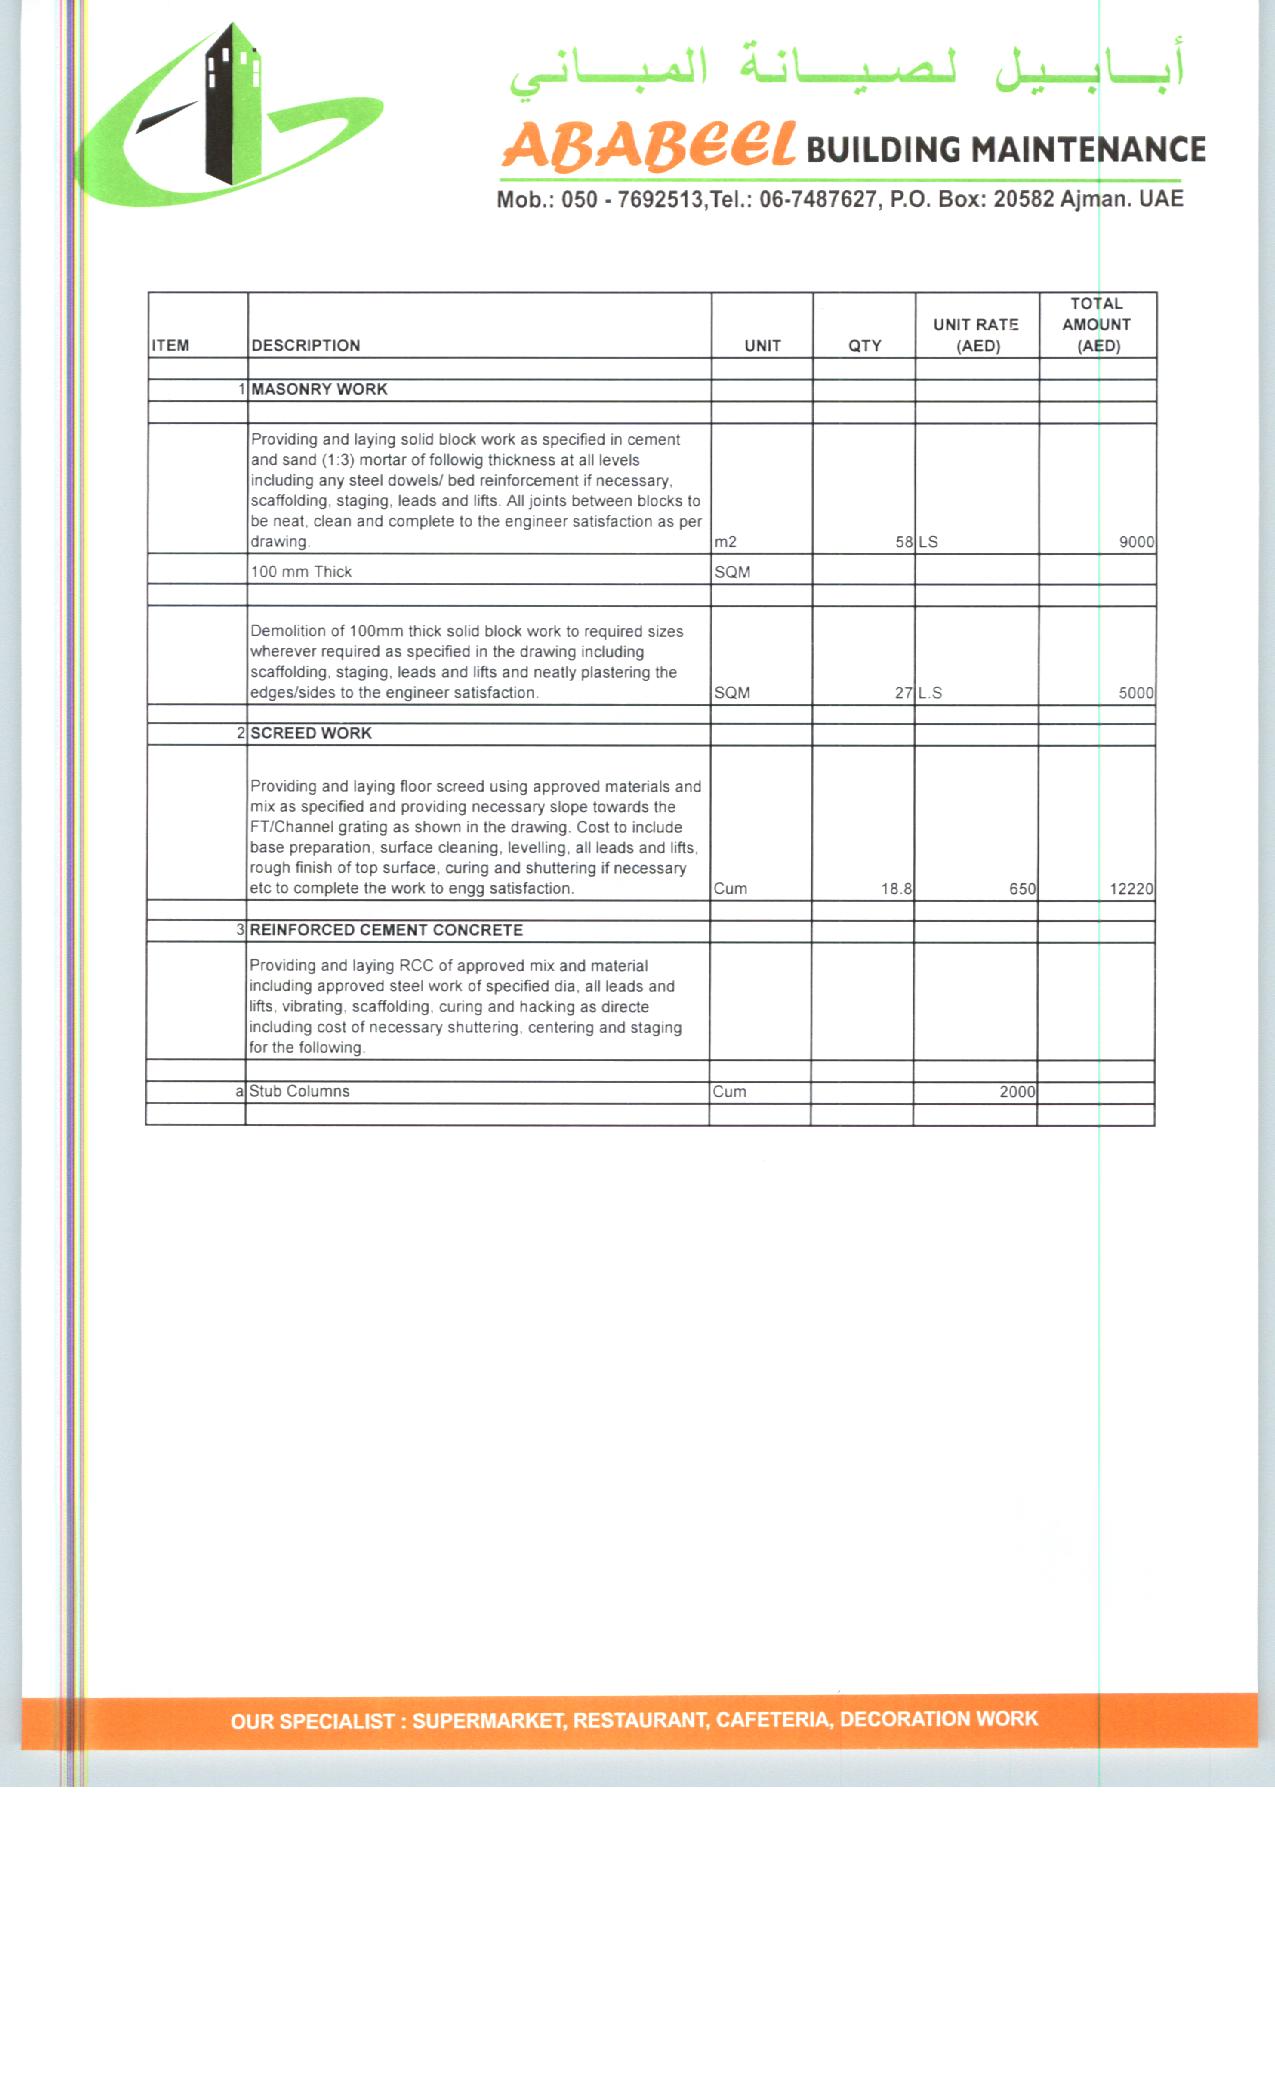 أبابيل لصيانة المباني
ABABEEL BUILDING MAINTENANCE
Mob.: 050 - 7692513,Tel.: 06-7487627, P.O. Box: 20582 Ajman. UAE
ITEM DESCRIPTION UNIT QTY UNIT RATE (AED) TOTAL AMOUNT (AED)
1 MASONRY WORK
Providing and laying solid block work as specified in cement
and sand (1:3) mortar of followig thickness at all levels
including any steel dowels/ bed reinforcement if necessary,
scaffolding, staging, leads and lifts. All joints between blocks to
be neat, clean and complete to the engineer satisfaction as per
drawing. m2 58 LS 9000
100 mm Thick SQM
Demolition of 100mm thick solid block work to required sizes
wherever required as specified in the drawing including
scaffolding, staging, leads and lifts and neatly plastering the
edges/sides to the engineer satisfaction. SQM 27 L.S 5000
2 SCREED WORK
Providing and laying floor screed using approved materials and
mix as specified and providing necessary slope towards the
FT/Channel grating as shown in the drawing. Cost to include
base preparation, surface cleaning, levelling, all leads and lifts,
rough finish of top surface, curing and shuttering if necessary
etc to complete the work to engg satisfaction. Cum 18.8 650 12220
3 REINFORCED CEMENT CONCRETE
Providing and laying RCC of approved mix and material
including approved steel work of specified dia, all leads and
lifts, vibrating, scaffolding, curing and hacking as directe
including cost of necessary shuttering, centering and staging
for the following.
a Stub Columns Cum 2000
OUR SPECIALIST : SUPERMARKET, RESTAURANT, CAFETERIA, DECORATION WORK